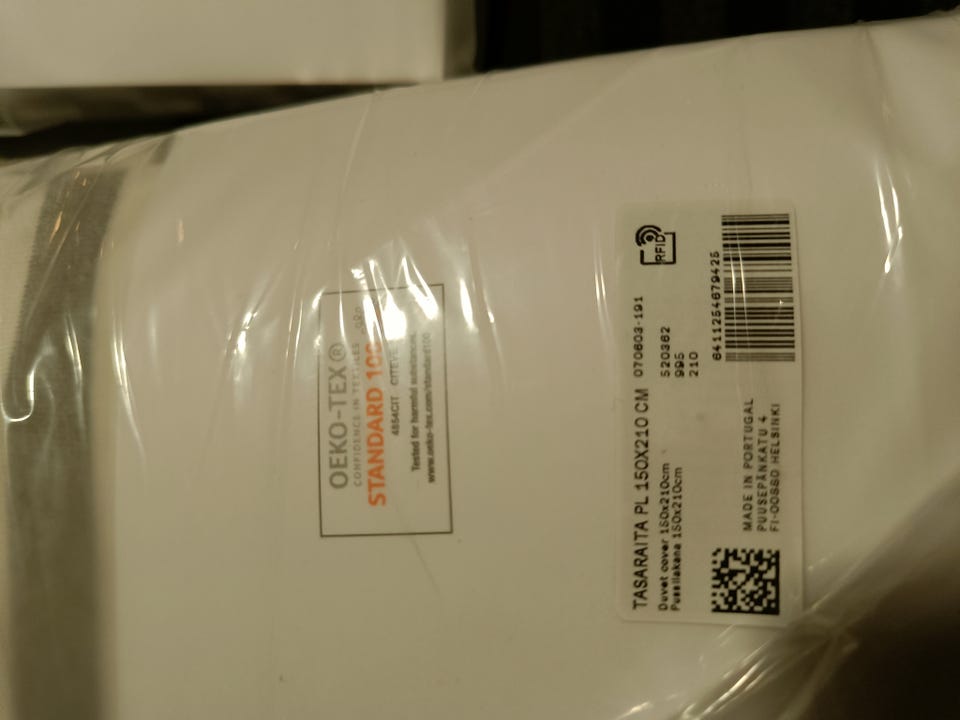 OEKO-TEX®
CONFIDENCE IN TEXTILES
STANDARD 100
4854CIT CITEVE
Tested for harmful substances.
www.oeko-tex.com/standard100
RFID
TASARAITA PL 150X210 CM 070603-191
Duvet cover 150x210cm 520362
Pussilakana 150x210cm 995
210
6411254679425
MADE IN PORTUGAL
PUUSEPÄNKATU 4
FI-00880 HELSINKI